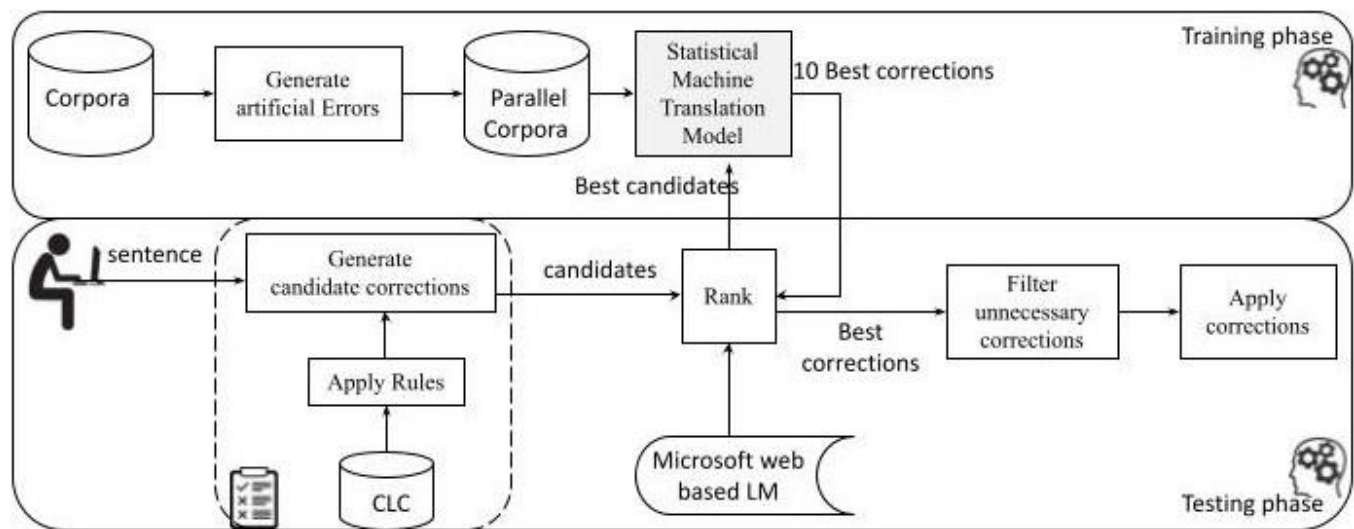 Training phase
Corpora
Generate
artificial Errors
Parallel
Corpora
Statistical
Machine
Translation
Model
10 Best corrections
Best candidates
sentence
Generate
candidate corrections
candidates
Rank
Filter
unnecessary
corrections
Apply
corrections
Best
corrections
Apply Rules
CLC
Microsoft web
based LM
Testing phase